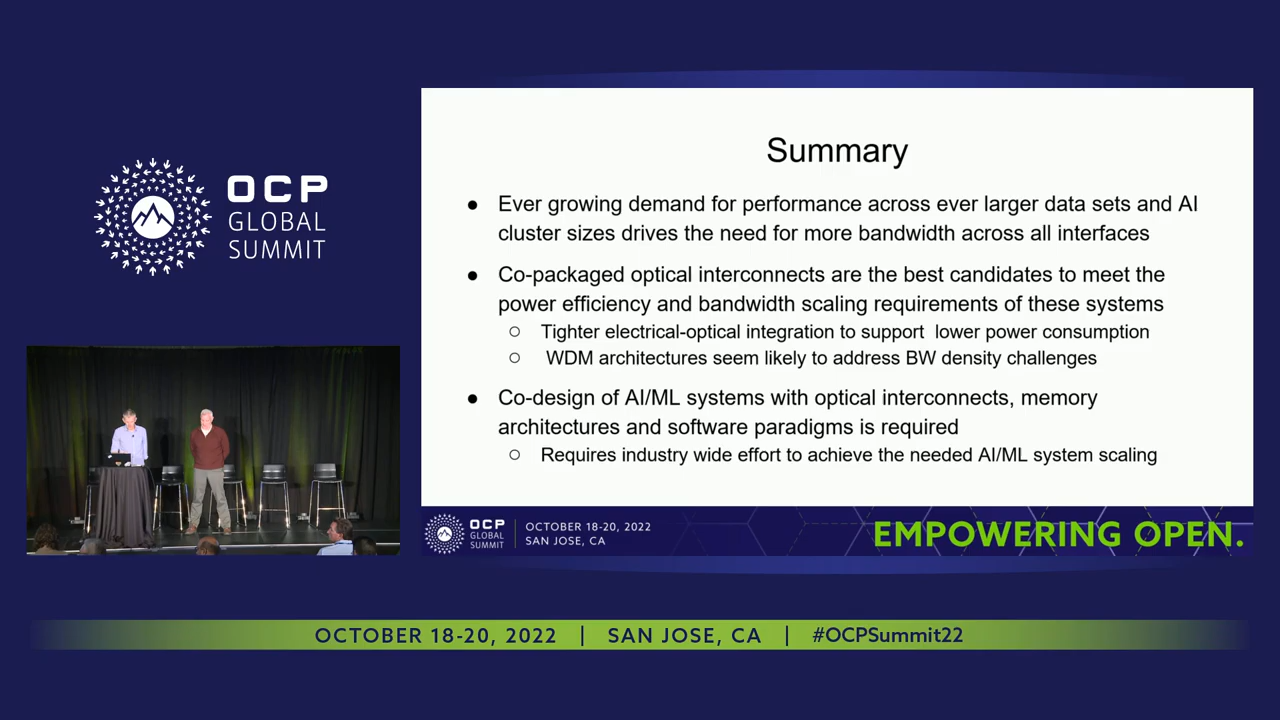 OCP
GLOBAL
SUMMIT
Summary
● Ever growing demand for performance across ever larger data sets and AI
cluster sizes drives the need for more bandwidth across all interfaces
● Co-packaged optical interconnects are the best candidates to meet the
power efficiency and bandwidth scaling requirements of these systems
○ Tighter electrical-optical integration to support lower power consumption
○ WDM architectures seem likely to address BW density challenges
● Co-design of AI/ML systems with optical interconnects, memory
architectures and software paradigms is required
○ Requires industry wide effort to achieve the needed AI/ML system scaling
OCP
GLOBAL
SUMMIT
OCTOBER 18-20, 2022
SAN JOSE, CA
EMPOWERING OPEN.
OCTOBER 18-20, 2022 | SAN JOSE, CA | #OCPSummit22